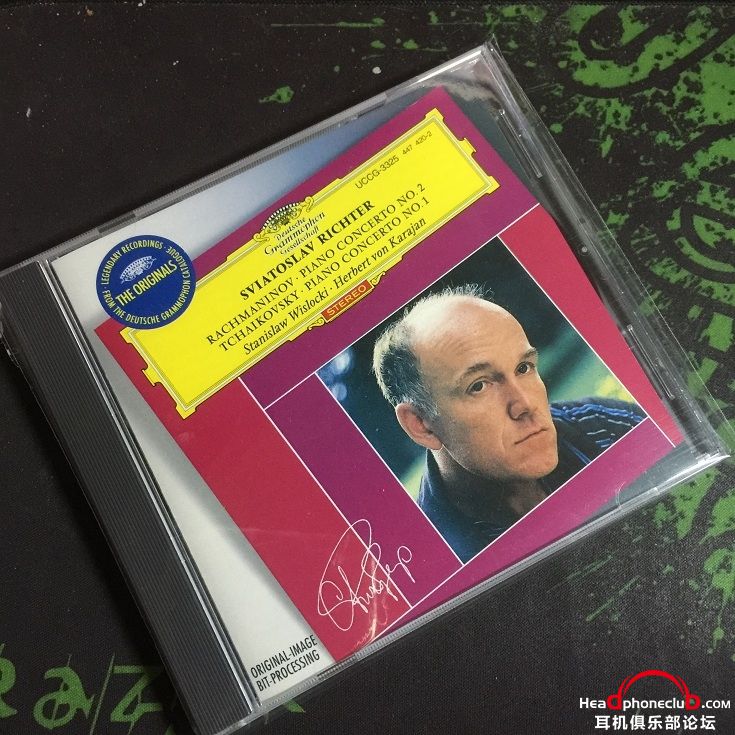 UCCG-3325 447 420-2
Deutsche
Grammophon
Gesellschaft
SVIATOSLAV RICHTER
RACHMANINOV · PIANO CONCERTO NO. 2
TCHAIKOVSKY · PIANO CONCERTO NO. 1
Stanislaw Wislocki · Herbert von Karajan
STEREO
LEGENDARY RECORDINGS ·
THE ORIGINALS
FROM THE DEUTSCHE GRAMMOPHON CATALOGUE ·
ORIGINAL-IMAGE
BIT-PROCESSING
Headphoneclub.com
耳机俱乐部论坛